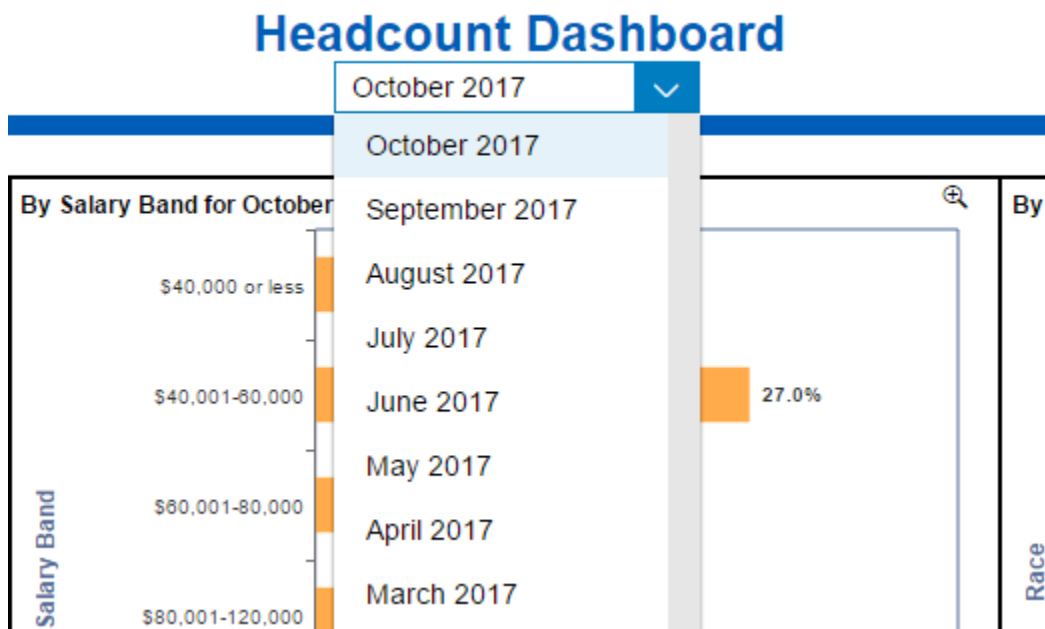 Headcount Dashboard
October 2017
October 2017
September 2017
August 2017
July 2017
June 2017
May 2017
April 2017
March 2017
By Salary Band for October
Salary Band
$40,000 or less
$40,001-60,000
27.0%
$60,001-80,000
$80,001-120,000
By
Race